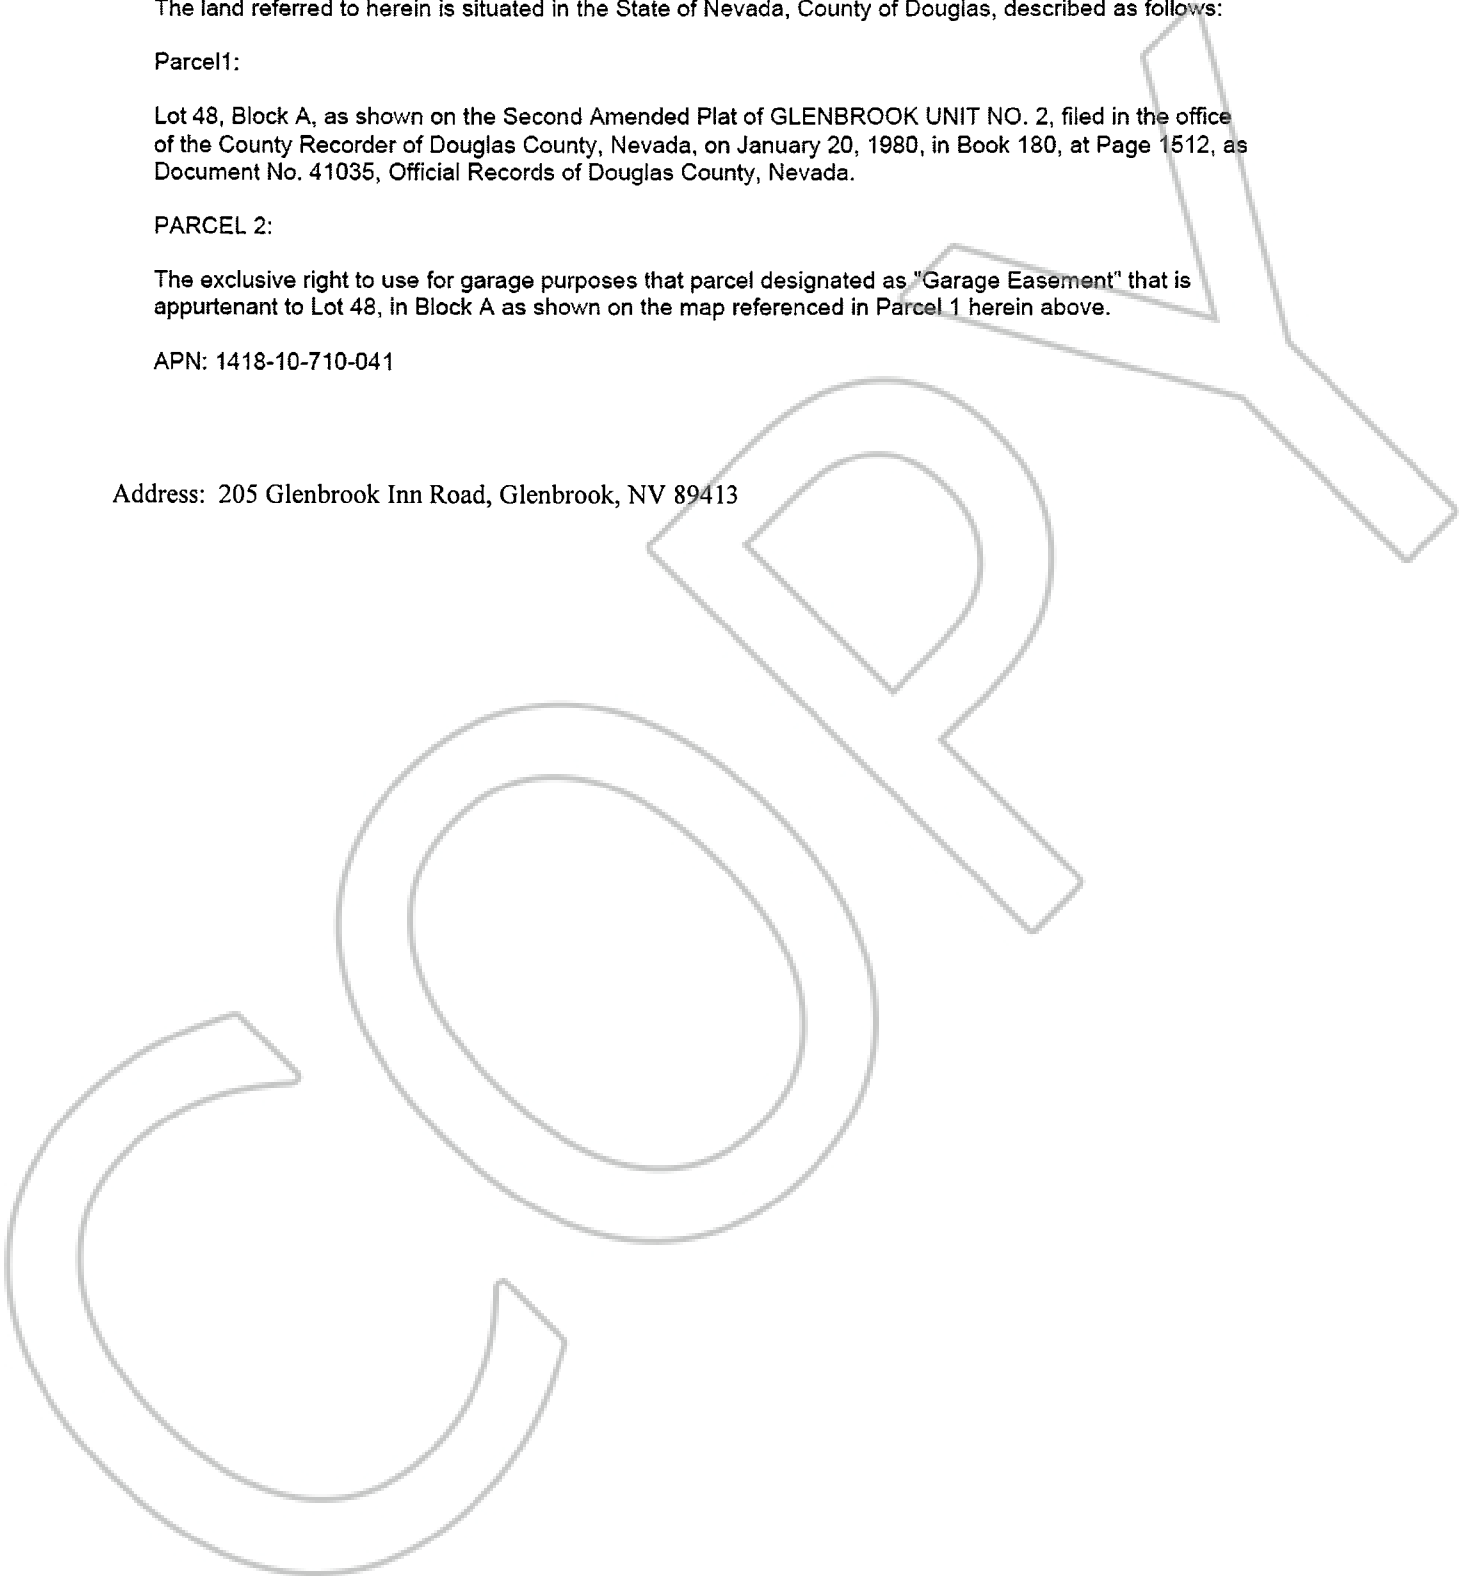 The land referred to herein is situated in the State of Nevada, County of Douglas, described as follows:
Parcel1:
Lot 48, Block A, as shown on the Second Amended Plat of GLENBROOK UNIT NO. 2, filed in the office
of the County Recorder of Douglas County, Nevada, on January 20, 1980, in Book 180, at Page 1512, as
Document No. 41035, Official Records of Douglas County, Nevada.
PARCEL 2:
The exclusive right to use for garage purposes that parcel designated as "Garage Easement" that is
appurtenant to Lot 48, in Block A as shown on the map referenced in Parcel 1 herein above.
APN: 1418-10-710-041
Address: 205 Glenbrook Inn Road, Glenbrook, NV 89413
COPY